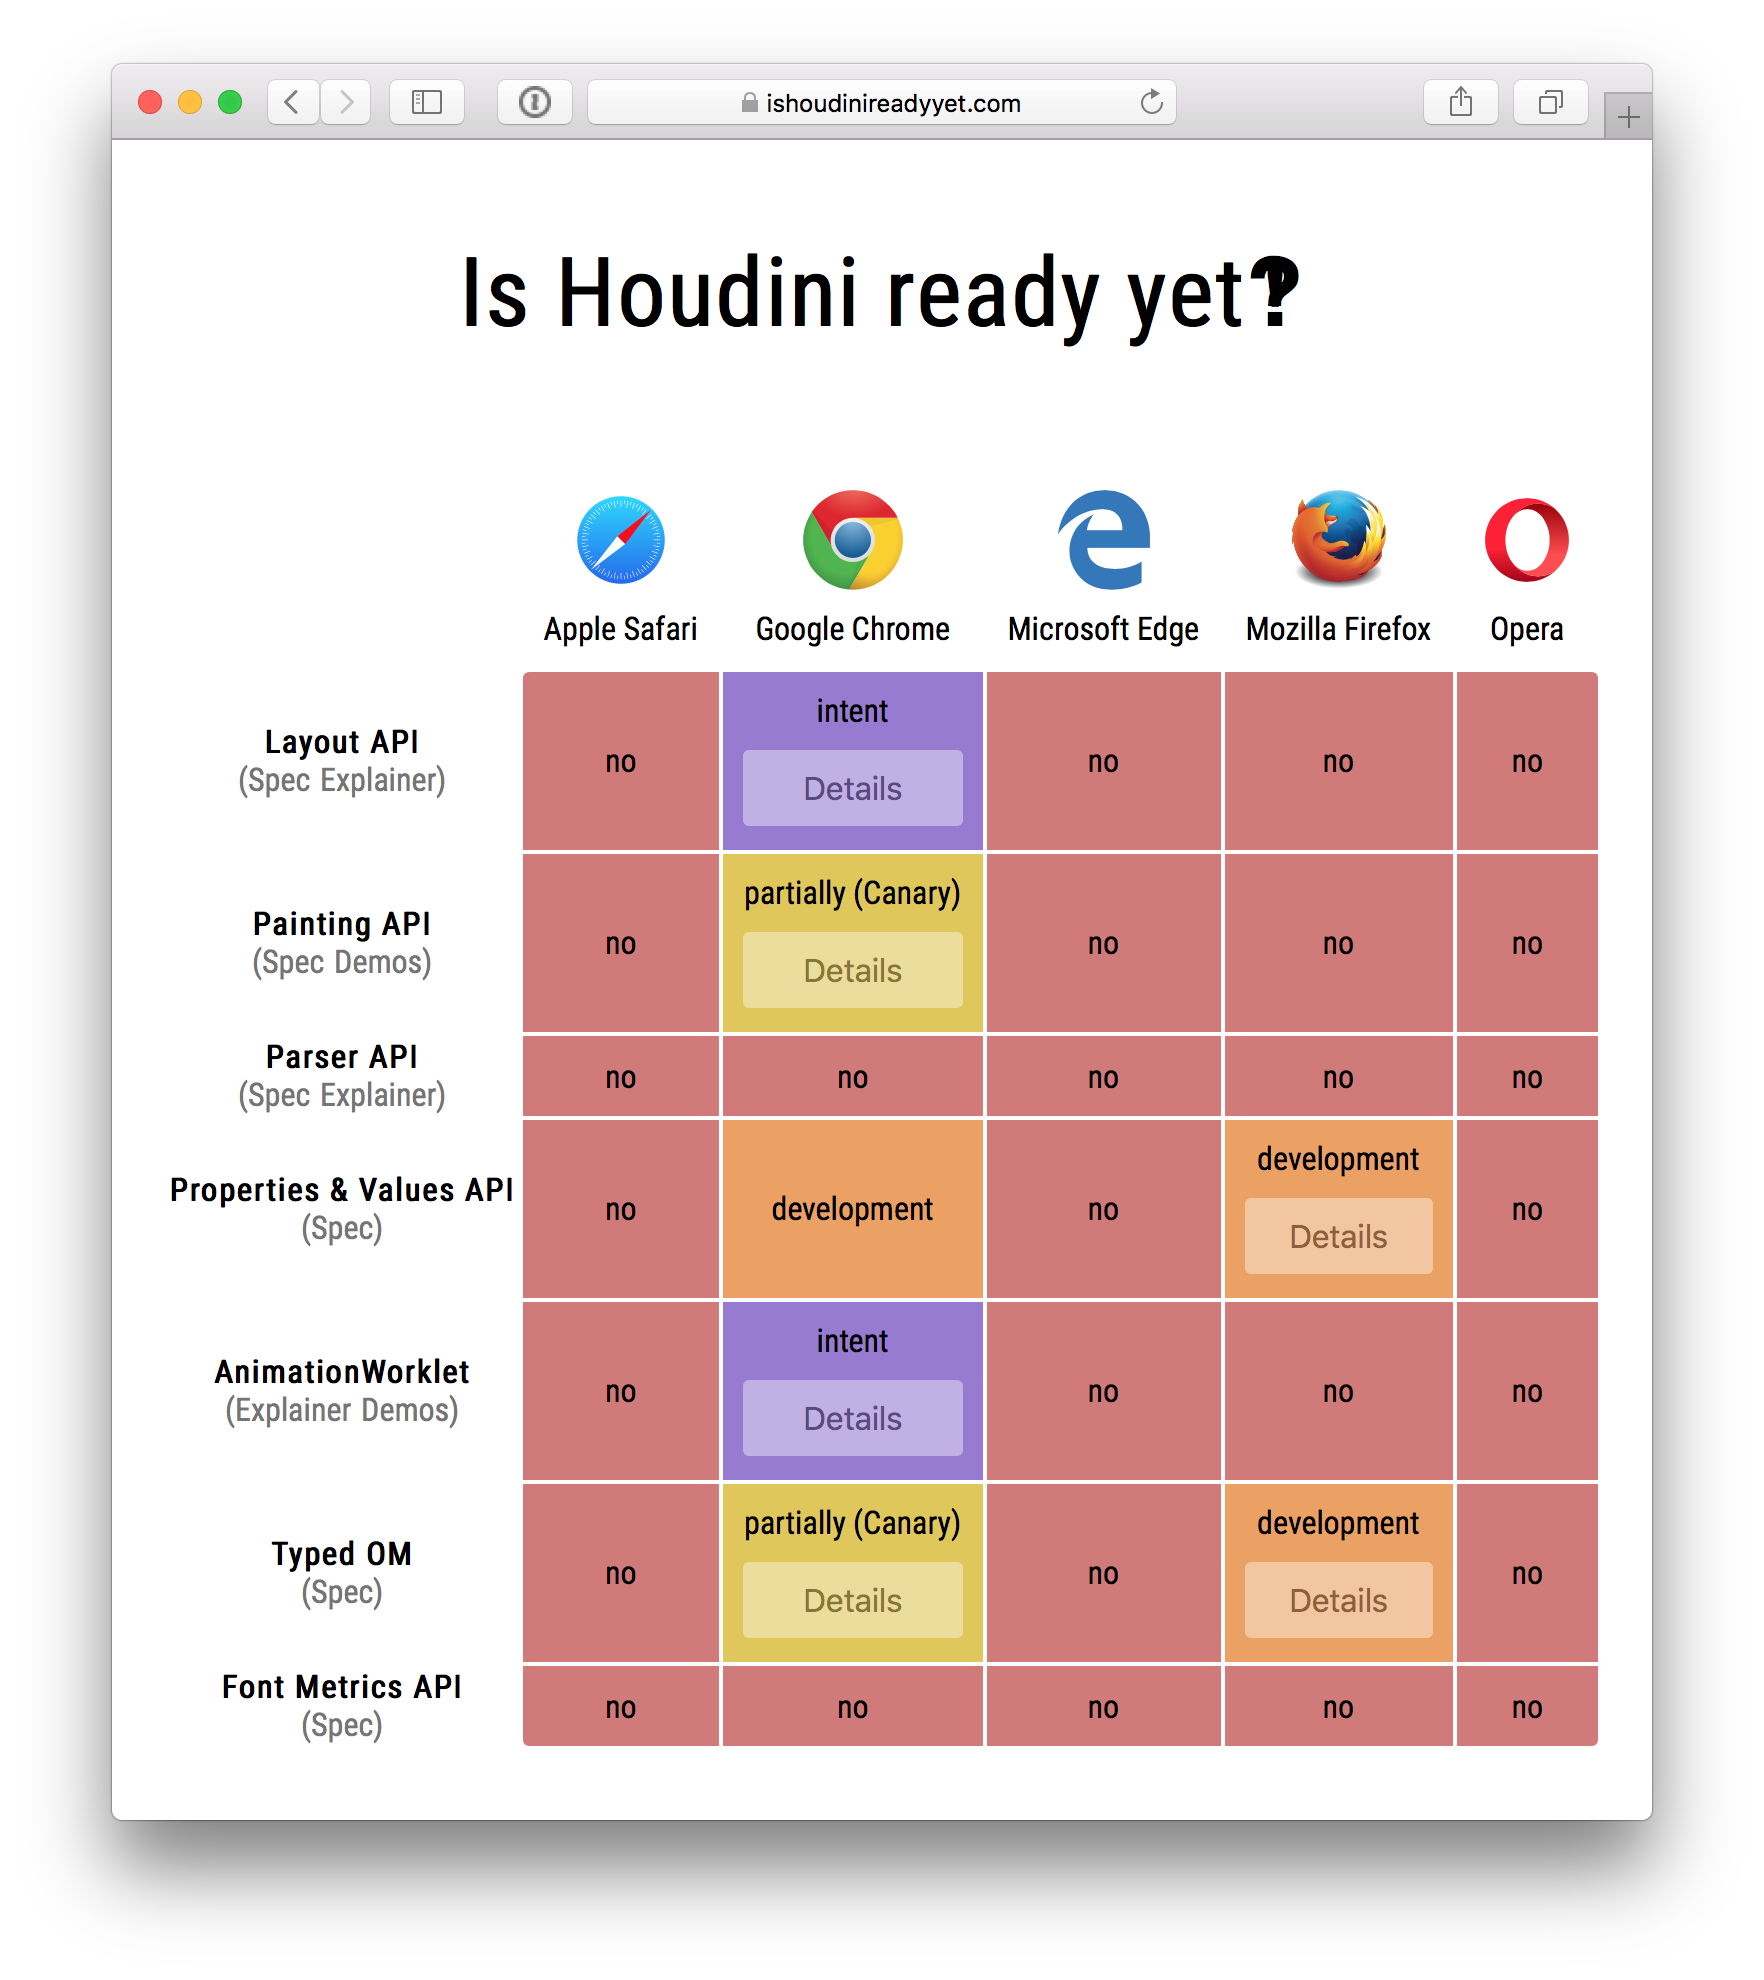 ishoudinireadyyet.com
Is Houdini ready yet‽
Apple Safari Google Chrome Microsoft Edge Mozilla Firefox Opera
Layout API
(Spec Explainer)
no
intent
Details
no
no
no
Painting API
(Spec Demos)
no
partially (Canary)
Details
no
no
no
Parser API
(Spec Explainer)
no
no
no
no
no
Properties & Values API
(Spec)
no
development
no
development
Details
no
AnimationWorklet
(Explainer Demos)
no
intent
Details
no
no
no
Typed OM
(Spec)
no
partially (Canary)
Details
no
development
Details
no
Font Metrics API
(Spec)
no
no
no
no
no